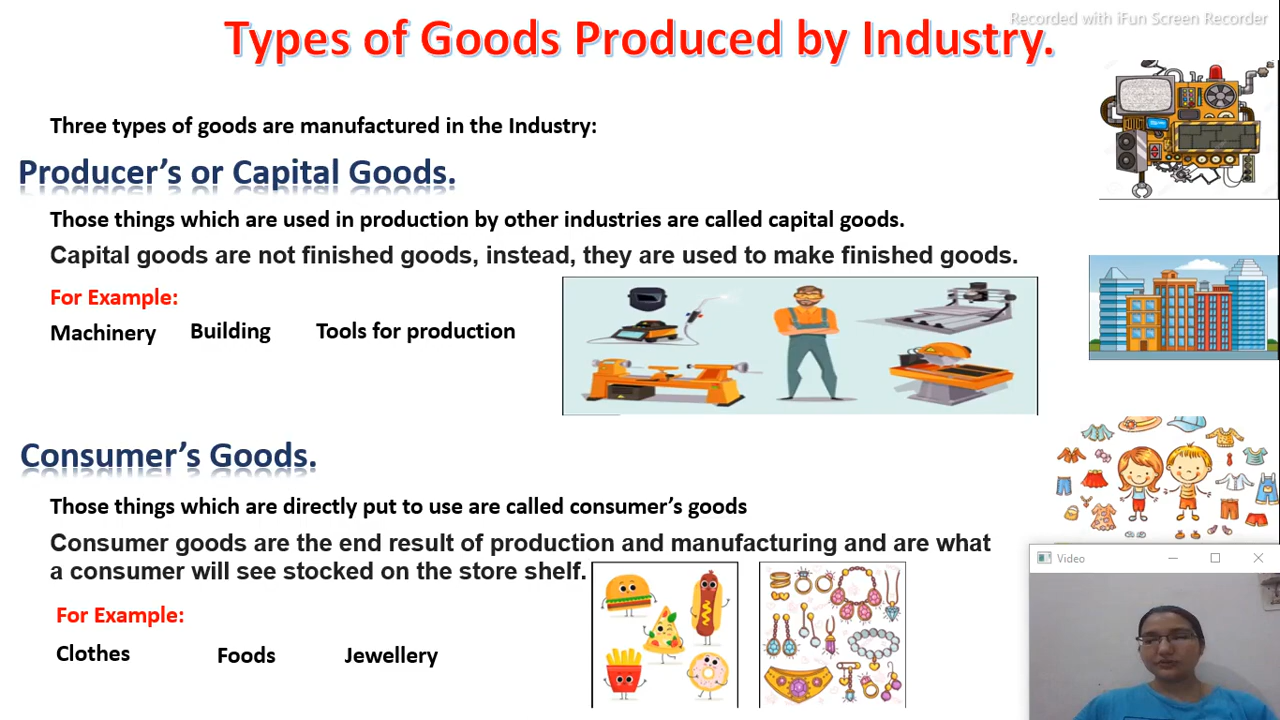 Recorded with iFun Screen Recorder
Types of Goods Produced by Industry.
Three types of goods are manufactured in the Industry:
Producer's or Capital Goods.
Those things which are used in production by other industries are called capital goods.
Capital goods are not finished goods, instead, they are used to make finished goods.
For Example:
Machinery Building Tools for production
Consumer's Goods.
Those things which are directly put to use are called consumer's goods
Consumer goods are the end result of production and manufacturing and are what
a consumer will see stocked on the store shelf.
For Example:
Clothes Foods Jewellery
Video